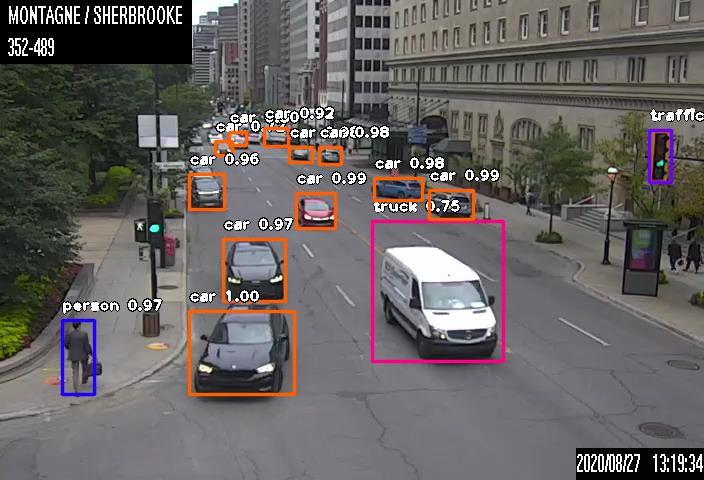 MONTAGNE / SHERBROOKE
352-489
car 0.92
car 0.98
traffic
car 0.96
car 0.98
car 0.99
car 0.99
truck 0.75
car 0.97
car 1.00
person 0.97
2020/08/27 13:19:34